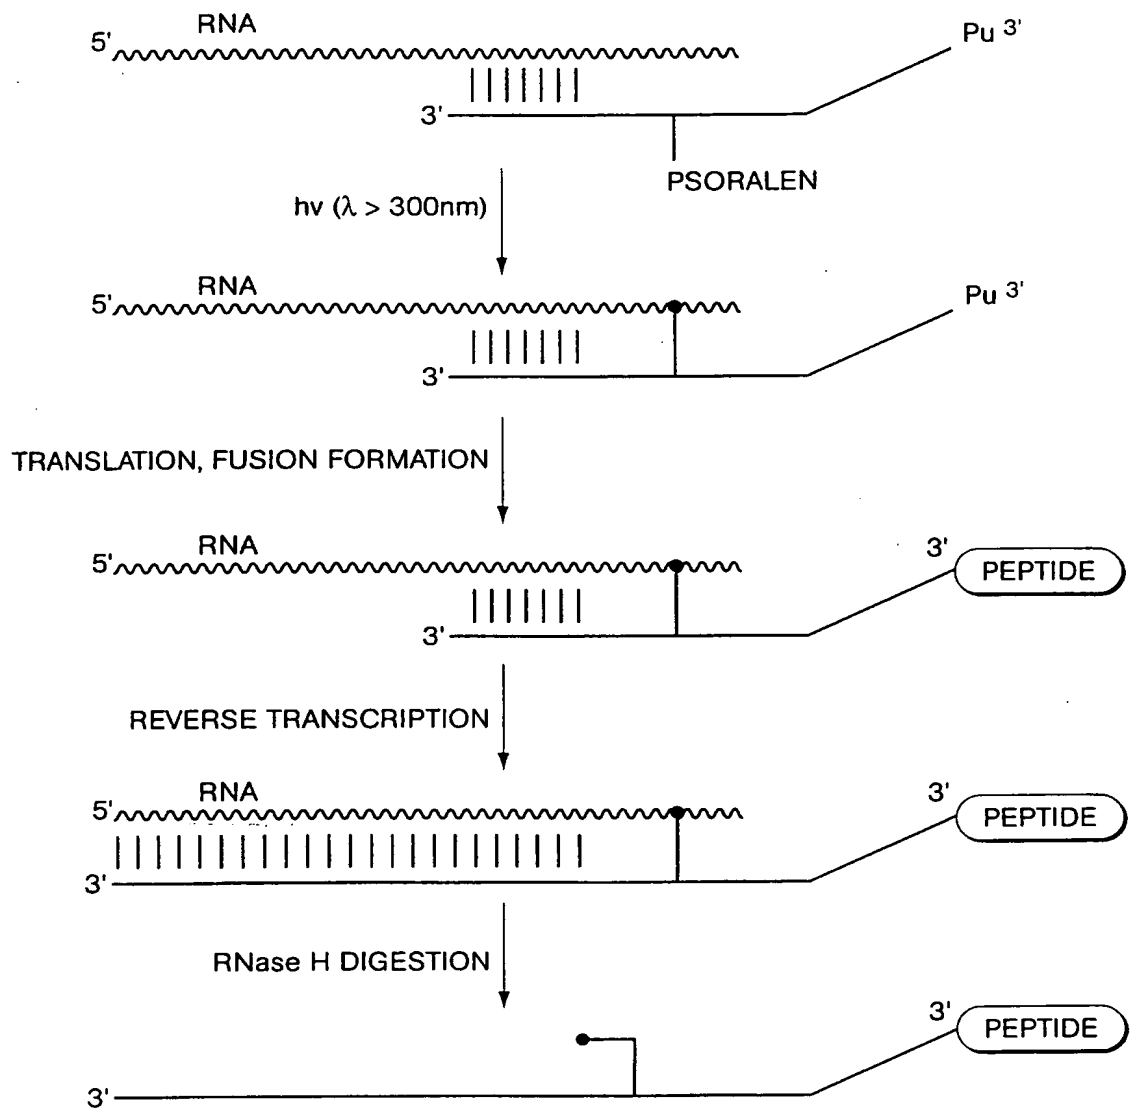 RNA
5'
Pu 3'
3'
PSORALEN
hν (λ > 300nm)
RNA
5'
Pu 3'
3'
TRANSLATION, FUSION FORMATION
RNA
5'
3'
PEPTIDE
3'
REVERSE TRANSCRIPTION
RNA
5'
3'
PEPTIDE
3'
RNase H DIGESTION
3'
PEPTIDE
3'